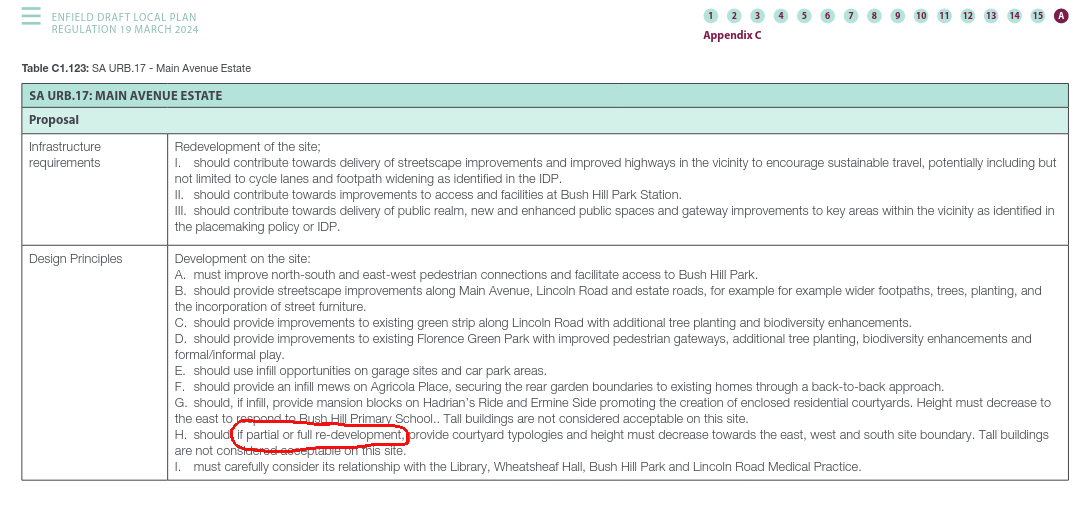 ENFIELD DRAFT LOCAL PLAN
REGULATION 19 MARCH 2024
1 2 3 4 5 6 7 8 9 10 11 12 13 14 15 A
Appendix C
Table C1.123: SA URB.17 - Main Avenue Estate
SA URB.17: MAIN AVENUE ESTATE
Proposal
Infrastructure
requirements
Redevelopment of the site;
I. should contribute towards delivery of streetscape improvements and improved highways in the vicinity to encourage sustainable travel, potentially including but
not limited to cycle lanes and footpath widening as identified in the IDP.
II. should contribute towards improvements to access and facilities at Bush Hill Park Station.
III. should contribute towards delivery of public realm, new and enhanced public spaces and gateway improvements to key areas within the vicinity as identified in
the placemaking policy or IDP.
Design Principles
Development on the site:
A. must improve north-south and east-west pedestrian connections and facilitate access to Bush Hill Park.
B. should provide streetscape improvements along Main Avenue, Lincoln Road and estate roads, for example for example wider footpaths, trees, planting, and
the incorporation of street furniture.
C. should provide improvements to existing green strip along Lincoln Road with additional tree planting and biodiversity enhancements.
D. should provide improvements to existing Florence Green Park with improved pedestrian gateways, additional tree planting, biodiversity enhancements and
formal/informal play.
E. should use infill opportunities on garage sites and car park areas.
F. should provide an infill mews on Agricola Place, securing the rear garden boundaries to existing homes through a back-to-back approach.
G. should, if infill, provide mansion blocks on Hadrian's Ride and Ermine Side promoting the creation of enclosed residential courtyards. Height must decrease to
the east to respond to Bush Hill Primary School.. Tall buildings are not considered acceptable on this site.
H. should, if partial or full re-development, provide courtyard typologies and height must decrease towards the east, west and south site boundary. Tall buildings
are not considered acceptable on this site.
I. must carefully consider its relationship with the Library, Wheatsheaf Hall, Bush Hill Park and Lincoln Road Medical Practice.